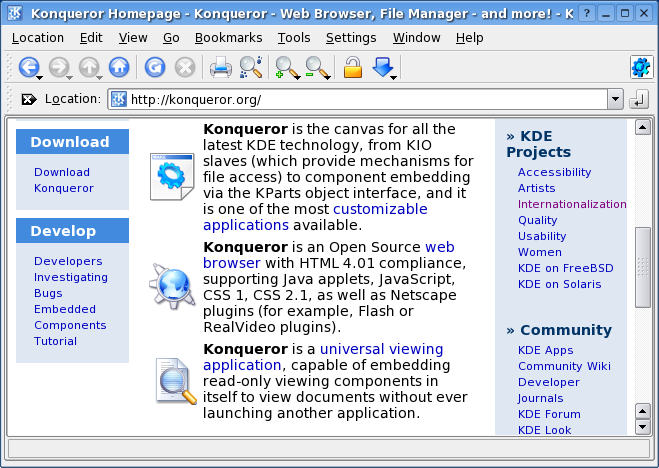 Konqueror Homepage - Konqueror - Web Browser, File Manager - and more! - K
Location Edit View Go Bookmarks Tools Settings Window Help
Location: http://konqueror.org/
Download
Download
Konqueror
Develop
Developers
Investigating
Bugs
Embedded
Components
Tutorial
Konqueror is the canvas for all the
latest KDE technology, from KIO
slaves (which provide mechanisms for
file access) to component embedding
via the KParts object interface, and it
is one of the most customizable
applications available.
Konqueror is an Open Source web
browser with HTML 4.01 compliance,
supporting Java applets, JavaScript,
CSS 1, CSS 2.1, as well as Netscape
plugins (for example, Flash or
RealVideo plugins).
Konqueror is a universal viewing
application, capable of embedding
read-only viewing components in
itself to view documents without ever
launching another application.
» KDE
Projects
Accessibility
Artists
Internationalization
Quality
Usability
Women
KDE on FreeBSD
KDE on Solaris
» Community
KDE Apps
Community Wiki
Developer
Journals
KDE Forum
KDE Look